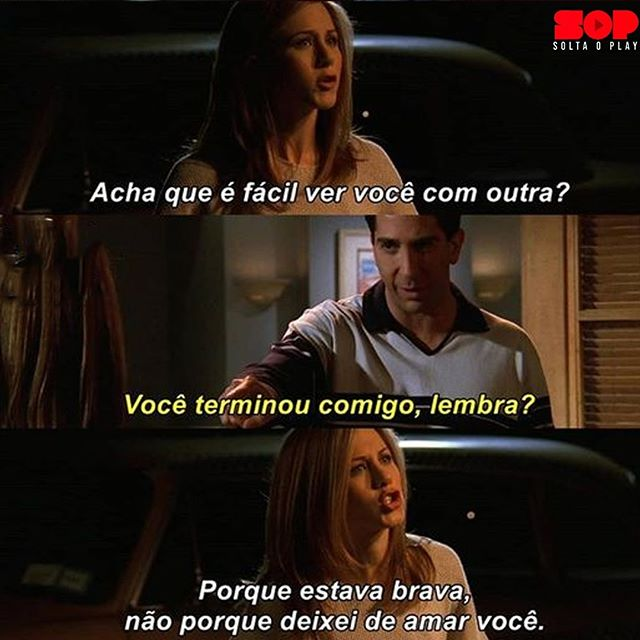 SOP
SOLTA O PLAY
Acha que é fácil ver você com outra?
Você terminou comigo, lembra?
Porque estava brava,
não porque deixei de amar você.